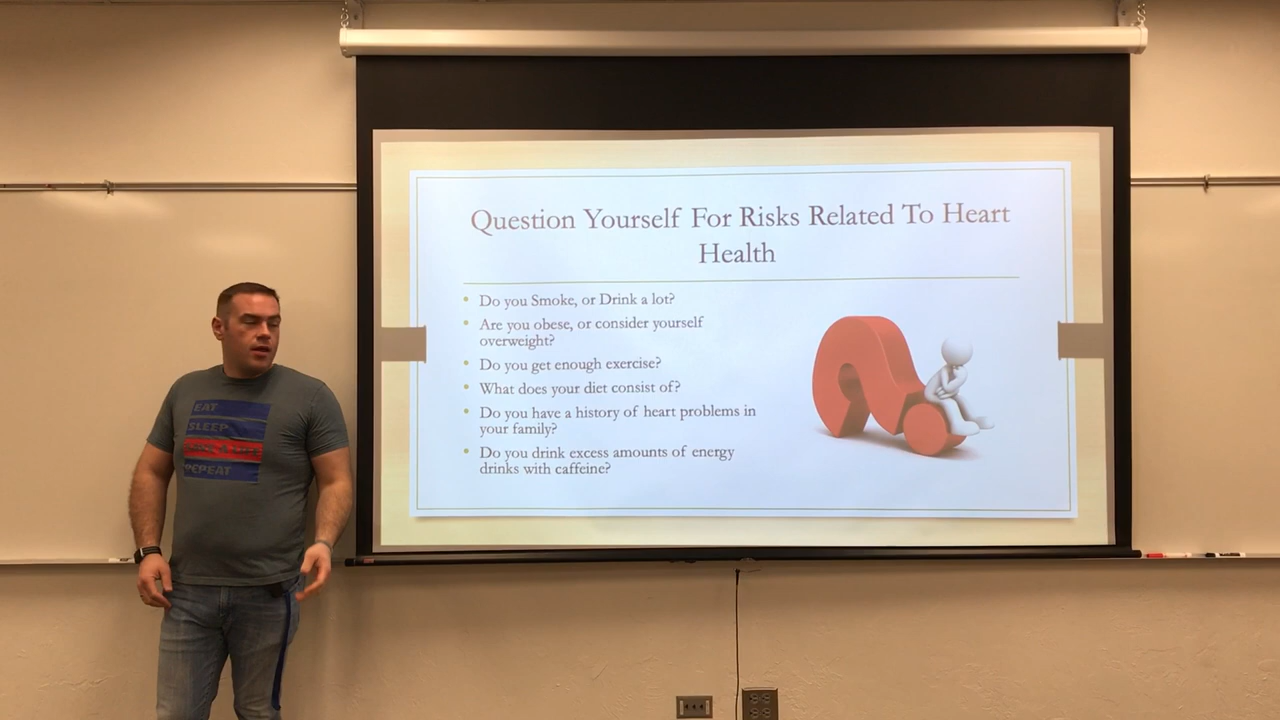 Question Yourself For Risks Related To Heart
Health
• Do you Smoke, or Drink a lot?
• Are you obese, or consider yourself
overweight?
• Do you get enough exercise?
• What does your diet consist of?
• Do you have a history of heart problems in
your family?
• Do you drink excess amounts of energy
drinks with caffeine?
EAT
SLEEP
REPEAT